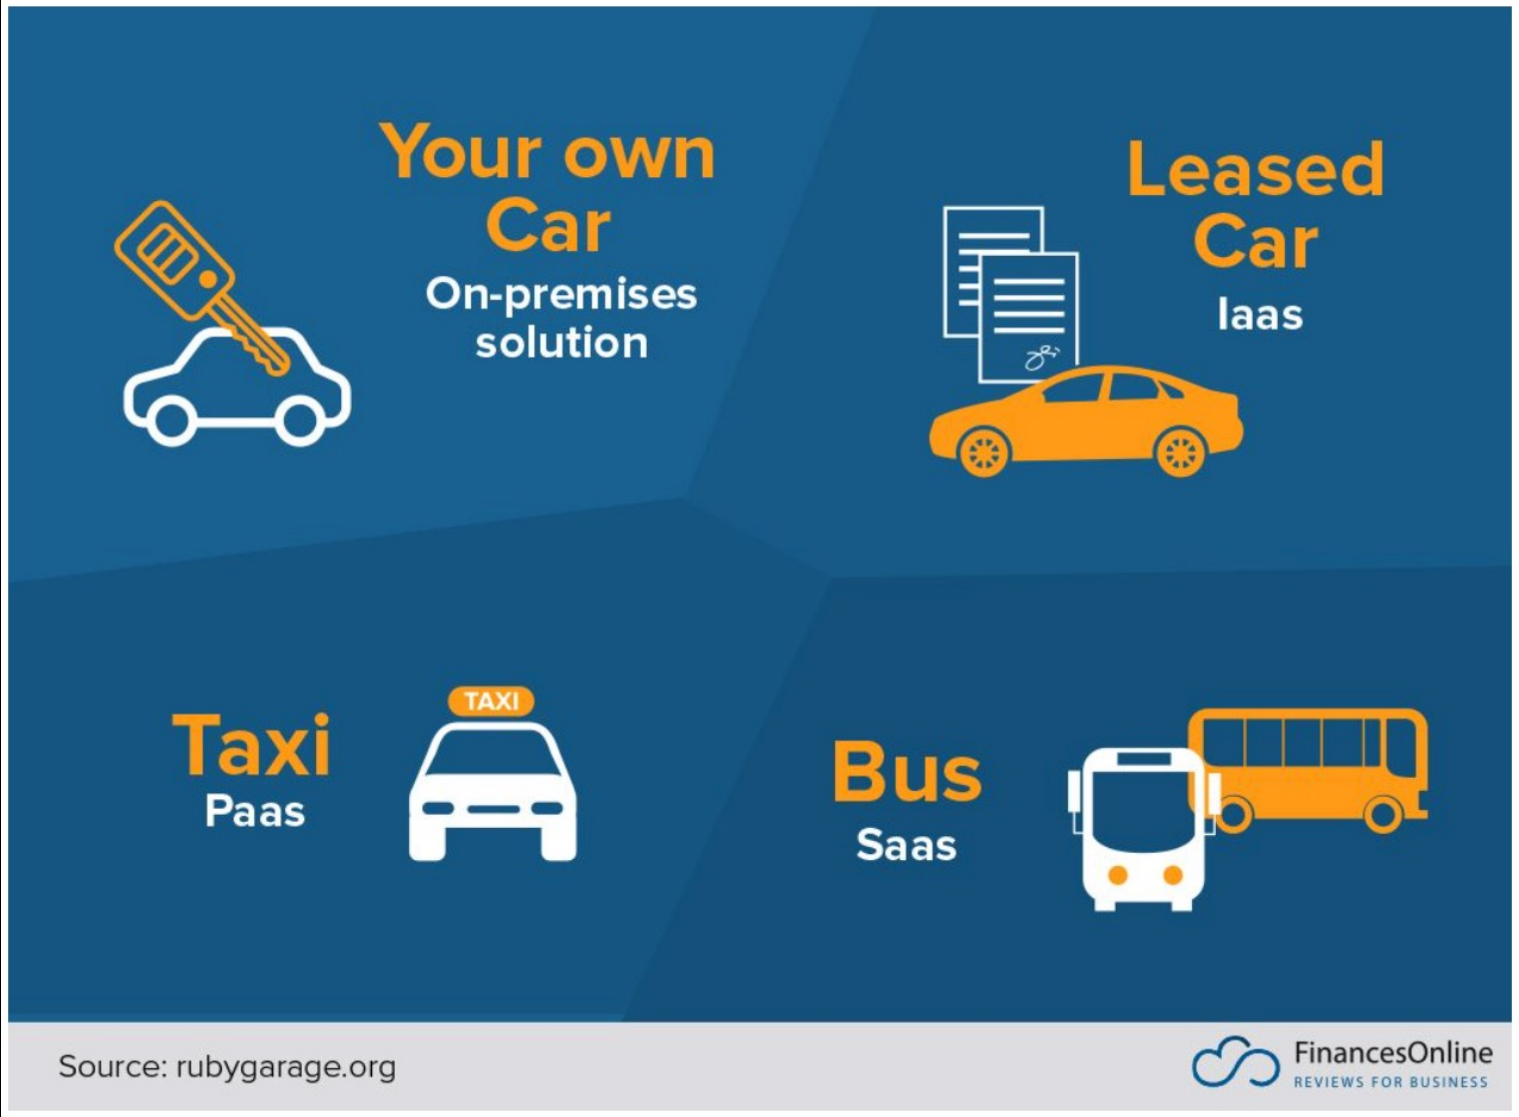 Your own
Car
On-premises
solution
Leased
Car
Iaas
TAXI
Taxi
Paas
Bus
Saas
Source: rubygarage.org
FinancesOnline
REVIEWS FOR BUSINESS